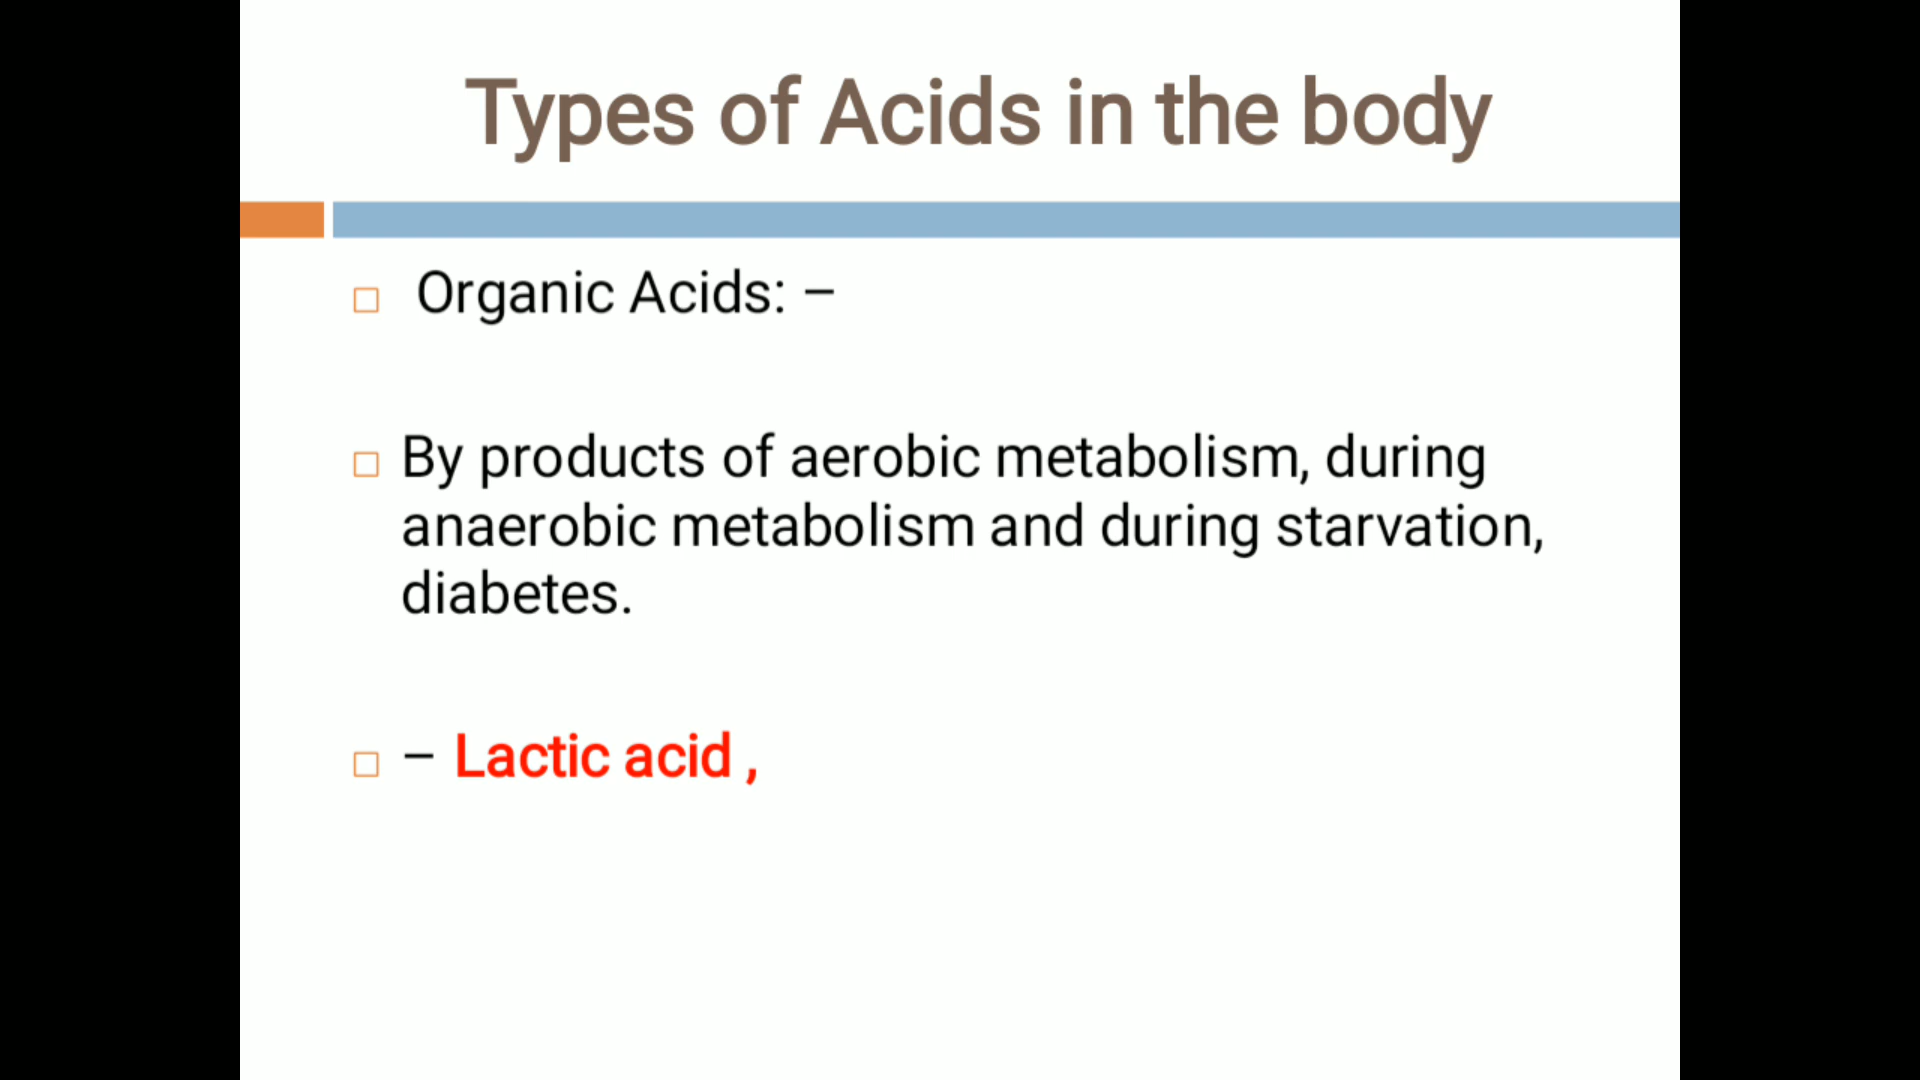 Types of Acids in the body
Organic Acids: –
By products of aerobic metabolism, during
anaerobic metabolism and during starvation,
diabetes.
– Lactic acid ,